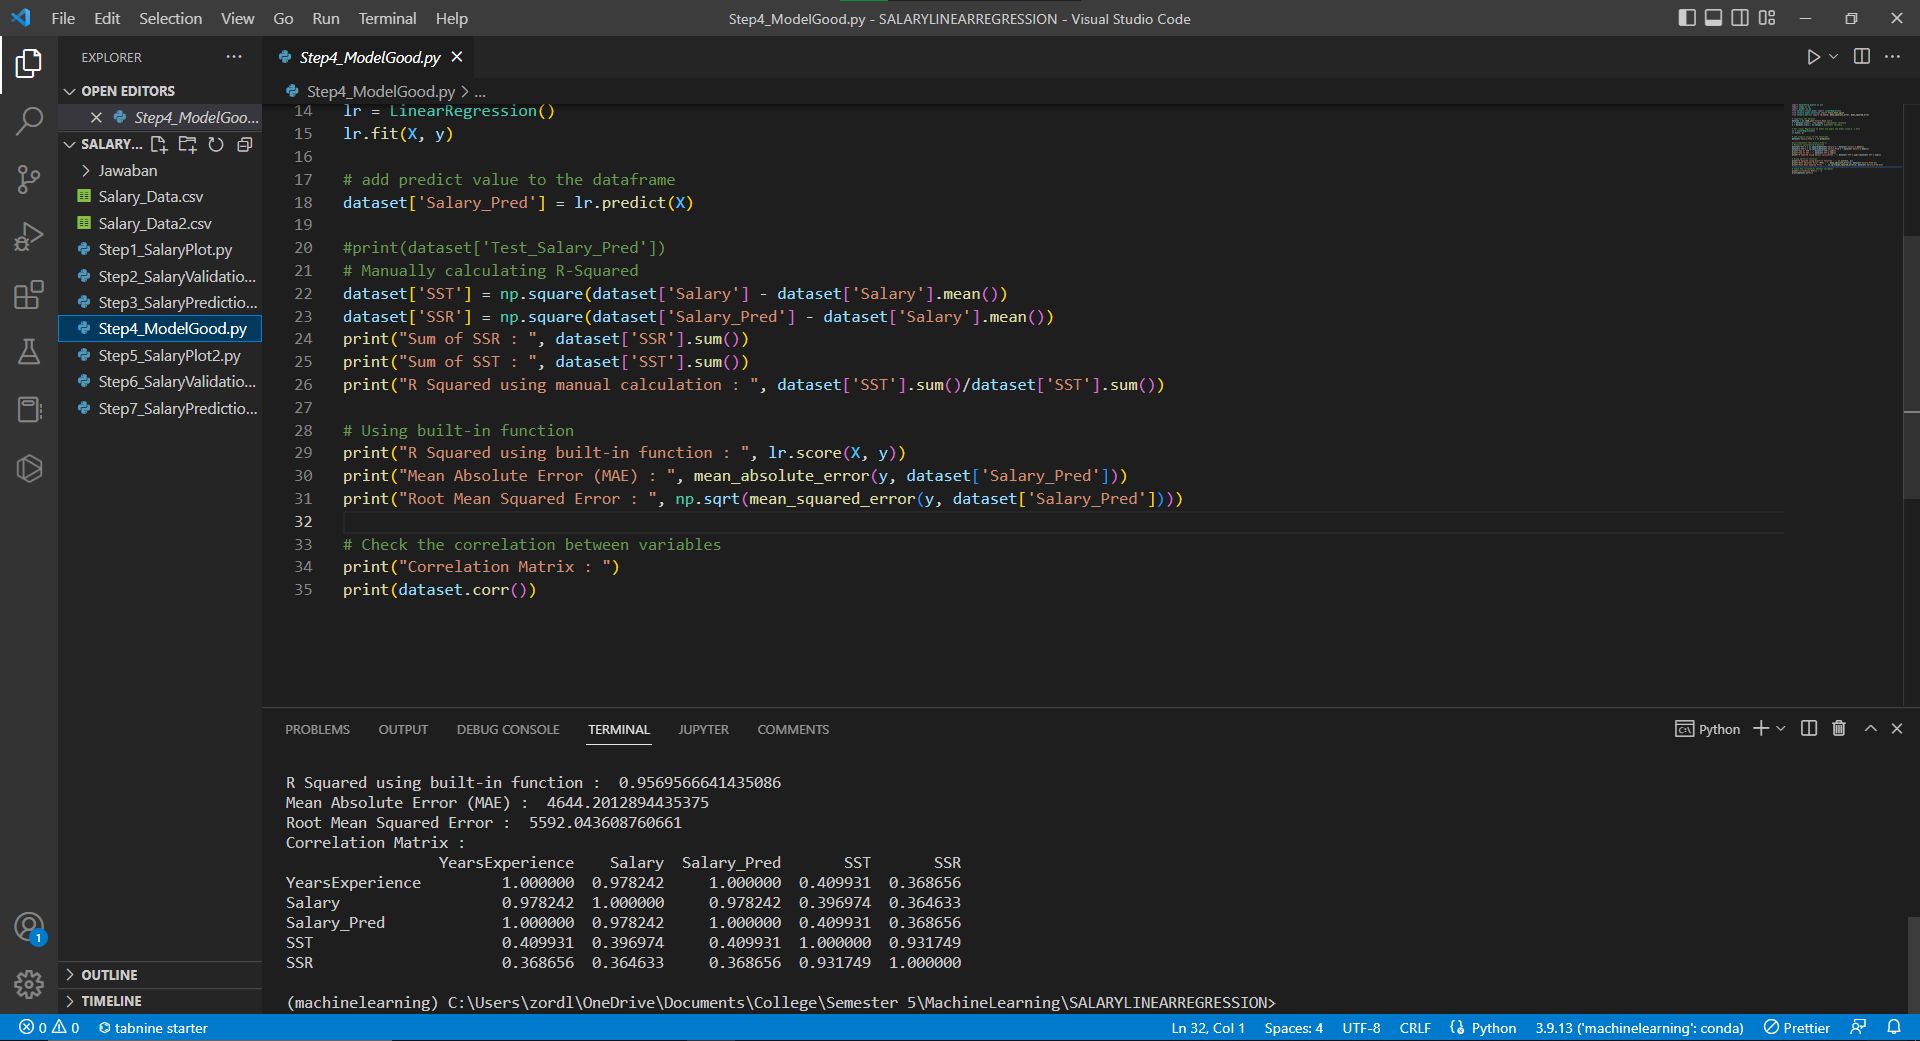 File Edit Selection View Go Run Terminal Help
Step4_ModelGood.py - SALARYLINEARREGRESSION - Visual Studio Code
EXPLORER
OPEN EDITORS
Step4_ModelGoo...
SALARY...
Jawaban
Salary_Data.csv
Salary_Data2.csv
Step1_SalaryPlot.py
Step2_SalaryValidatio...
Step3_SalaryPredictio...
Step4_ModelGood.py
Step5_SalaryPlot2.py
Step6_SalaryValidatio...
Step7_SalaryPredictio...
OUTLINE
TIMELINE
1
Step4_ModelGood.py
Step4_ModelGood.py > ...
14 lr = LinearRegression()
15 lr.fit(X, y)
16
17 # add predict value to the dataframe
18 dataset['Salary_Pred'] = lr.predict(X)
19
20 #print(dataset['Test_Salary_Pred'])
21 # Manually calculating R-Squared
22 dataset['SST'] = np.square(dataset['Salary'] - dataset['Salary'].mean())
23 dataset['SSR'] = np.square(dataset['Salary_Pred'] - dataset['Salary'].mean())
24 print("Sum of SSR : ", dataset['SSR'].sum())
25 print("Sum of SST : ", dataset['SST'].sum())
26 print("R Squared using manual calculation : ", dataset['SST'].sum()/dataset['SST'].sum())
27
28 # Using built-in function
29 print("R Squared using built-in function : ", lr.score(X, y))
30 print("Mean Absolute Error (MAE) : ", mean_absolute_error(y, dataset['Salary_Pred']))
31 print("Root Mean Squared Error : ", np.sqrt(mean_squared_error(y, dataset['Salary_Pred'])))
32
33 # Check the correlation between variables
34 print("Correlation Matrix : ")
35 print(dataset.corr())
PROBLEMS OUTPUT DEBUG CONSOLE TERMINAL JUPYTER COMMENTS
Python
R Squared using built-in function :  0.9569566641435086
Mean Absolute Error (MAE) :  4644.2012894435375
Root Mean Squared Error :  5592.043608760661
Correlation Matrix :
YearsExperience Salary Salary_Pred SST SSR
YearsExperience 1.000000 0.978242 1.000000 0.409931 0.368656
Salary 0.978242 1.000000 0.978242 0.396974 0.364633
Salary_Pred 1.000000 0.978242 1.000000 0.409931 0.368656
SST 0.409931 0.396974 0.409931 1.000000 0.931749
SSR 0.368656 0.364633 0.368656 0.931749 1.000000
(machinelearning) C:\Users\zordl\OneDrive\Documents\College\Semester 5\MachineLearning\SALARYLINEARREGRESSION>
0 0 tabnine starter
Ln 32, Col 1 Spaces: 4 UTF-8 CRLF Python 3.9.13 ('machinelearning': conda) Prettier